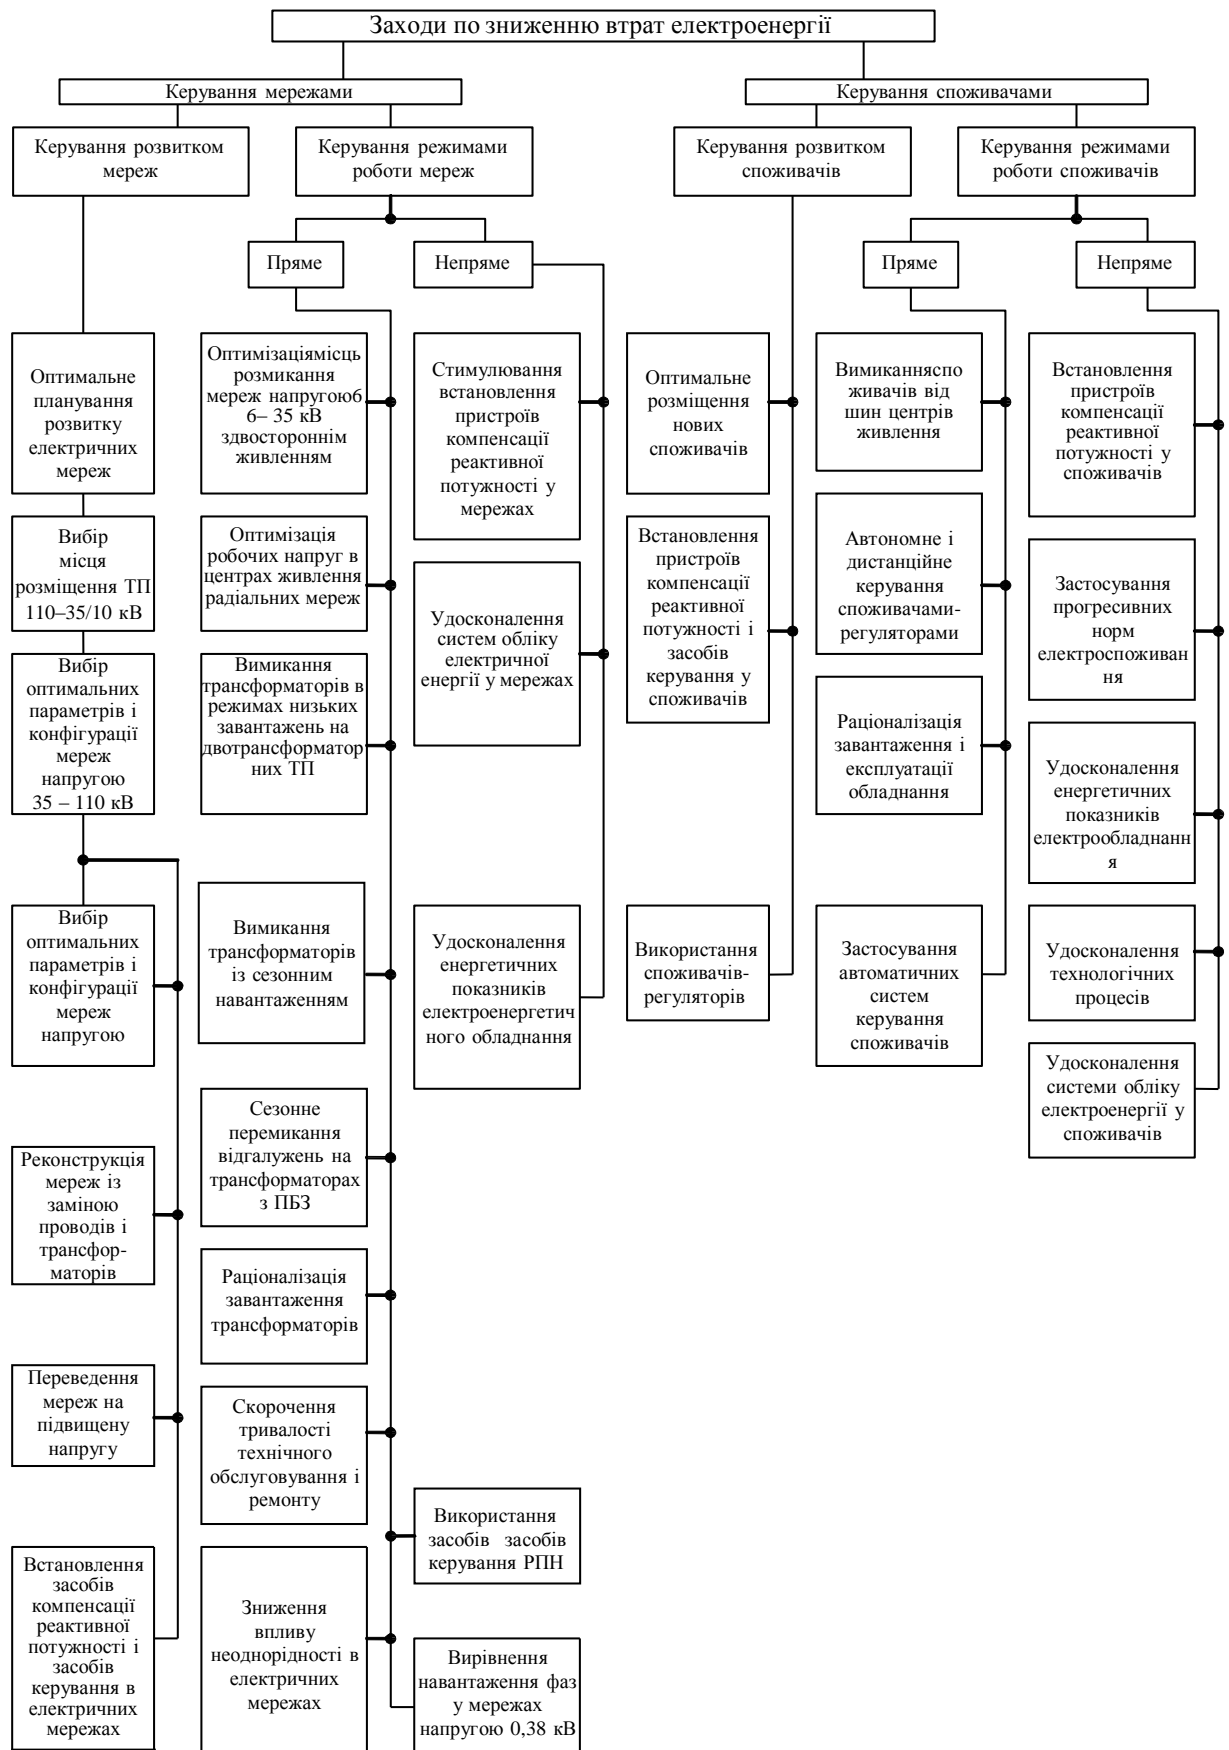 Заходи по зниженню втрат електроенергії
Керування мережами
Керування споживачами
Керування розвитком
мереж
Керування режимами
роботи мереж
Керування розвитком
споживачів
Керування режимами
роботи споживачів
Пряме
Непряме
Пряме
Непряме
Оптимальне
планування
розвитку
електричних
мереж
Вибір
місця
розміщення ТП
110–35/10 кВ
Вибір
оптимальних
параметрів і
конфігурації
мереж
напругою
35 – 110 кВ
Вибір
оптимальних
параметрів і
конфігурації
мереж
напругою
Реконструкція
мереж із
заміною
проводів і
трансфор-
маторів
Переведення
мереж на
підвищену
напругу
Встановлення
засобів
компенсації
реактивної
потужності і
засобів
керування в
електричних
мережах
Оптимізаціямісць
розмикання
мереж напругою6
6– 35 кВ
здвостороннім
живленням
Оптимізація
робочих напруг в
центрах живлення
радіальних мереж
Вимикання
трансформаторів в
режимах низьких
завантажень на
двотрансформатор
них ТП
Вимикання
трансформаторів
із сезонним
навантаженням
Сезонне
перемикання
відгалужень на
трансформаторах
з ПБЗ
Раціоналізація
завантаження
трансформаторів
Скорочення
тривалості
технічного
обслуговування і
ремонту
Зниження
впливу
неоднорідності в
електричних
мережах
Стимулювання
встановлення
пристроїв
компенсації
реактивної
потужності у
мережах
Удосконалення
систем обліку
електричної
енергії у мережах
Удосконалення
енергетичних
показників
електроенергетич
ного обладнання
Використання
засобів засобів
керування РПН
Вирівнення
навантаження фаз
у мережах
напругою 0,38 кВ
Оптимальне
розміщення
нових
споживачів
Встановлення
пристроїв
компенсації
реактивної
потужності і
засобів
керування у
споживачів
Використання
споживачів-
регуляторів
Вимиканняспо
живачів від
шин центрів
живлення
Автономне і
дистанційне
керування
споживачами-
регуляторами
Раціоналізація
завантаження і
експлуатації
обладнання
Застосування
автоматичних
систем
керування
споживачів
Встановлення
пристроїв
компенсації
реактивної
потужності у
споживачів
Застосування
прогресивних
норм
електроспоживан
ня
Удосконалення
енергетичних
показників
електрообладнанн
я
Удосконалення
технологічних
процесів
Удосконалення
системи обліку
електроенергії у
споживачів